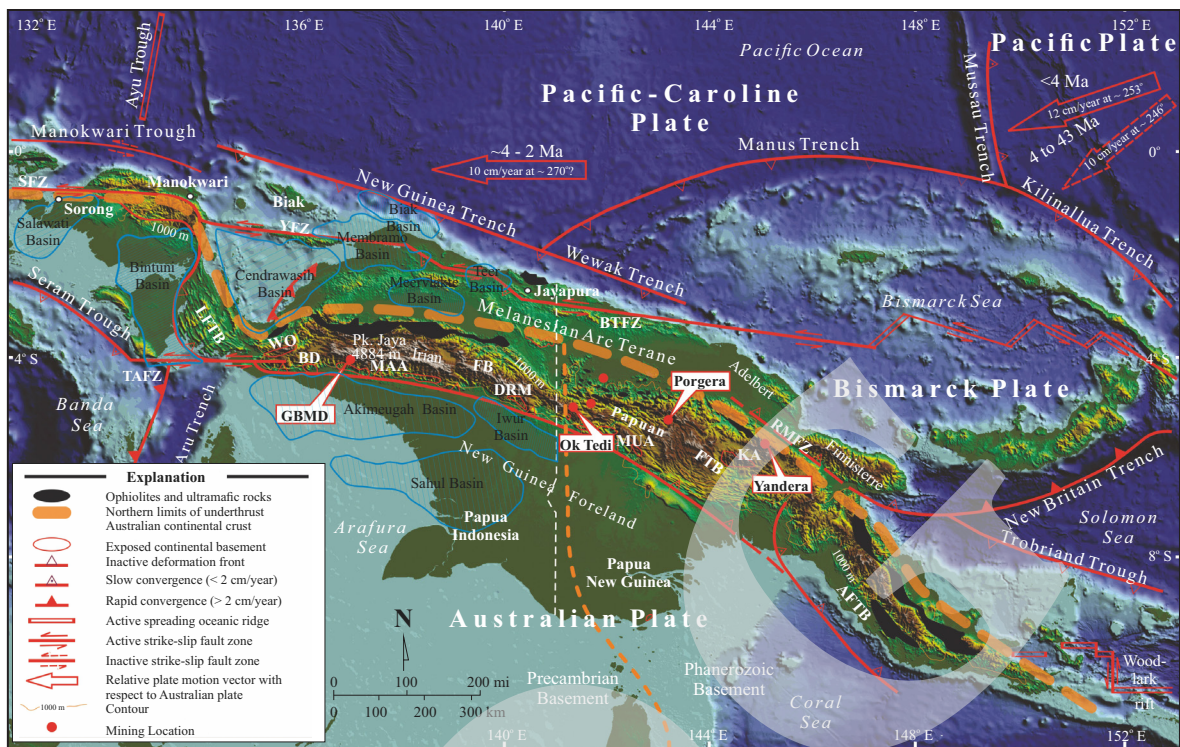 132° E
136° E
140° E
144° E
148° E
152° E
Pacific Plate
Pacific Ocean
Ayu Trough
Mussau Trench
<4 Ma
12 cm/year at ~ 253°
4 to 43 Ma
10 cm/year at ~ 246°
Pacific-Caroline
Plate
Manokwari Trough
~4 - 2 Ma
10 cm/year at ~ 270°?
Manus Trench
0°
0°
New Guinea Trench
Kilinallua Trench
SFZ
Manokwari
Sorong
Biak
Biak
Basin
YFZ
Salawati
Basin
1000 m
Membramo
Basin
Wewak Trench
Bintuni
Basin
Cendrawasih
Basin
Teer
Basin
Meervlakte
Basin
Jayapura
Bismarck Sea
Seram Trough
LFTB
Melanesian Arc Terane
BTFZ
WO
Pk. Jaya
4884 m
Irian
4° S
4° S
BD
MAA
FB
1000 m
Adelbert
TAFZ
DRM
Porgera
Bismarck Plate
Banda
Sea
Aru Trench
GBMD
Akimeugah Basin
Iwur
Basin
Papuan
Ok Tedi
MUA
FTB
KA
RMFZ
Finnisterre
Yandera
New Guinea Foreland
Sahul Basin
New Britain Trench
Solomon
Sea
Trobriand Trough
Arafura
Sea
Papua
Indonesia
Papua
New Guinea
8° S
1000 m
AFTB
Australian Plate
N
Precambrian
Basement
Phanerozoic
Basement
Coral
Sea
Wood-
lark
rift
0 100 200 mi
0 100 200 300 km
140° E
144° E
148° E
152° E
Explanation
Ophiolites and ultramafic rocks
Northern limits of underthrust
Australian continental crust
Exposed continental basement
Inactive deformation front
Slow convergence (< 2 cm/year)
Rapid convergence (> 2 cm/year)
Active spreading oceanic ridge
Active strike-slip fault zone
Inactive strike-slip fault zone
Relative plate motion vector with
respect to Australian plate
1000 m
Contour
Mining Location